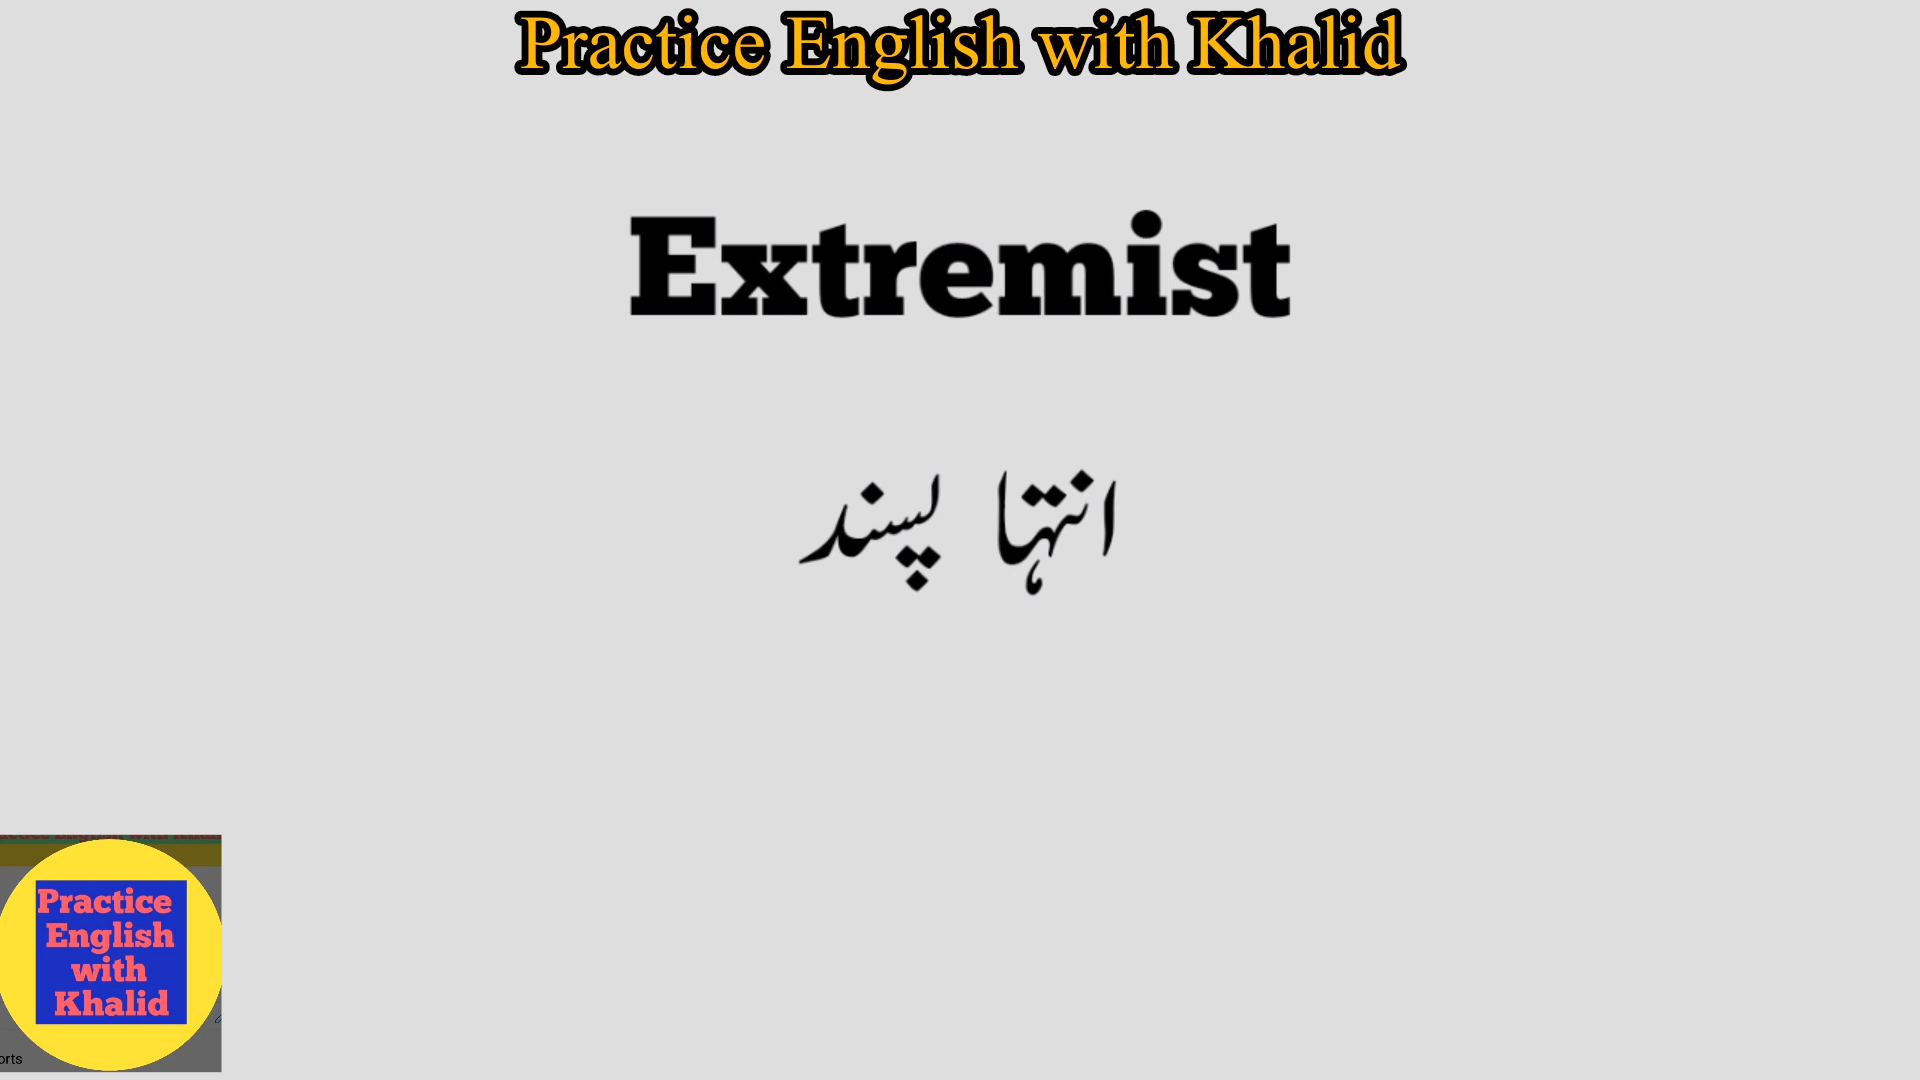 Practice English with Khalid
Extremist
انتہا پسند
Practice
English
with
Khalid
orts